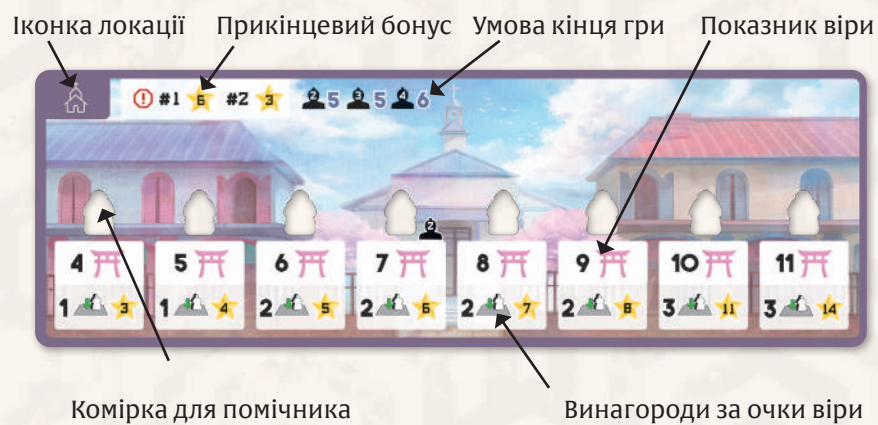 Іконка локації Прикінцевий бонус Умова кінця гри Показник віри
#1 6 #2 3 2 5 3 5 4 6
2
4 5 6 7 8 9 10 11
1 3 1 4 2 5 2 6 2 7 2 8 3 11 3 14
Комірка для помічника Винагороди за очки віри